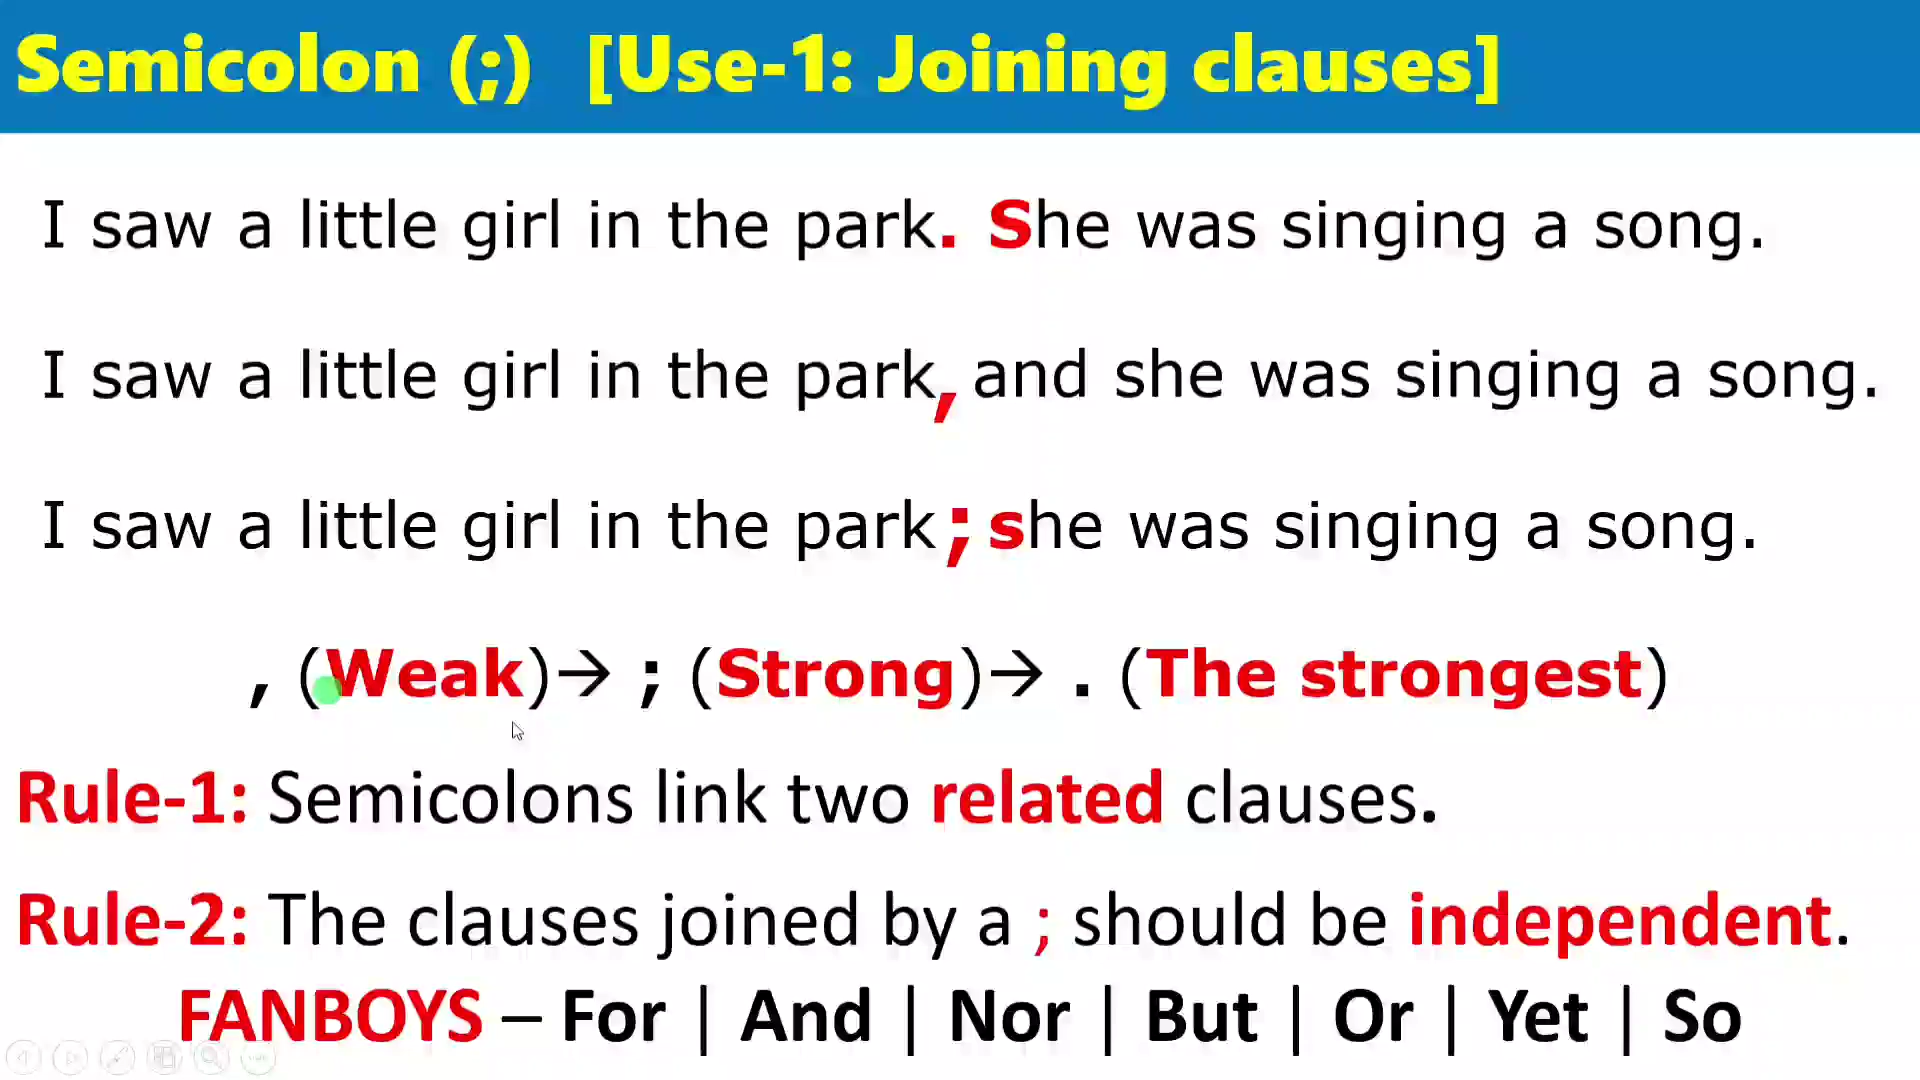 Semicolon (;) [Use-1: Joining clauses]
I saw a little girl in the park. She was singing a song.
I saw a little girl in the park, and she was singing a song.
I saw a little girl in the park; she was singing a song.
, (Weak)→ ; (Strong)→ . (The strongest)
Rule-1: Semicolons link two related clauses.
Rule-2: The clauses joined by a ; should be independent.
FANBOYS – For | And | Nor | But | Or | Yet | So